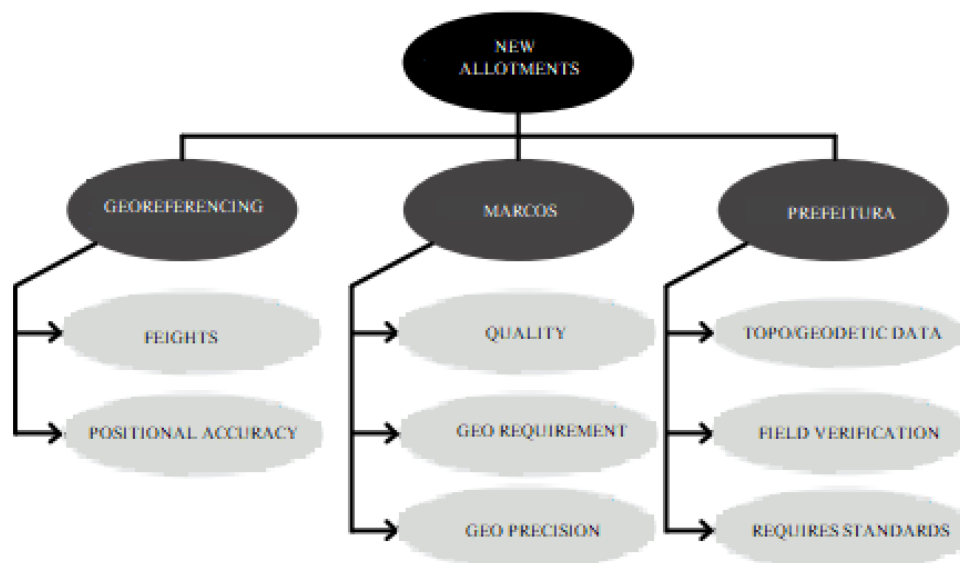 NEW
ALLOTMENTS
GEOREFERENCING
MARCOS
PREFEITURA
FEIGHTS
QUALITY
TOPO/GEODETIC DATA
POSITIONAL ACCURACY
GEO REQUIREMENT
FIELD VERIFICATION
GEO PRECISION
REQUIRES STANDARDS